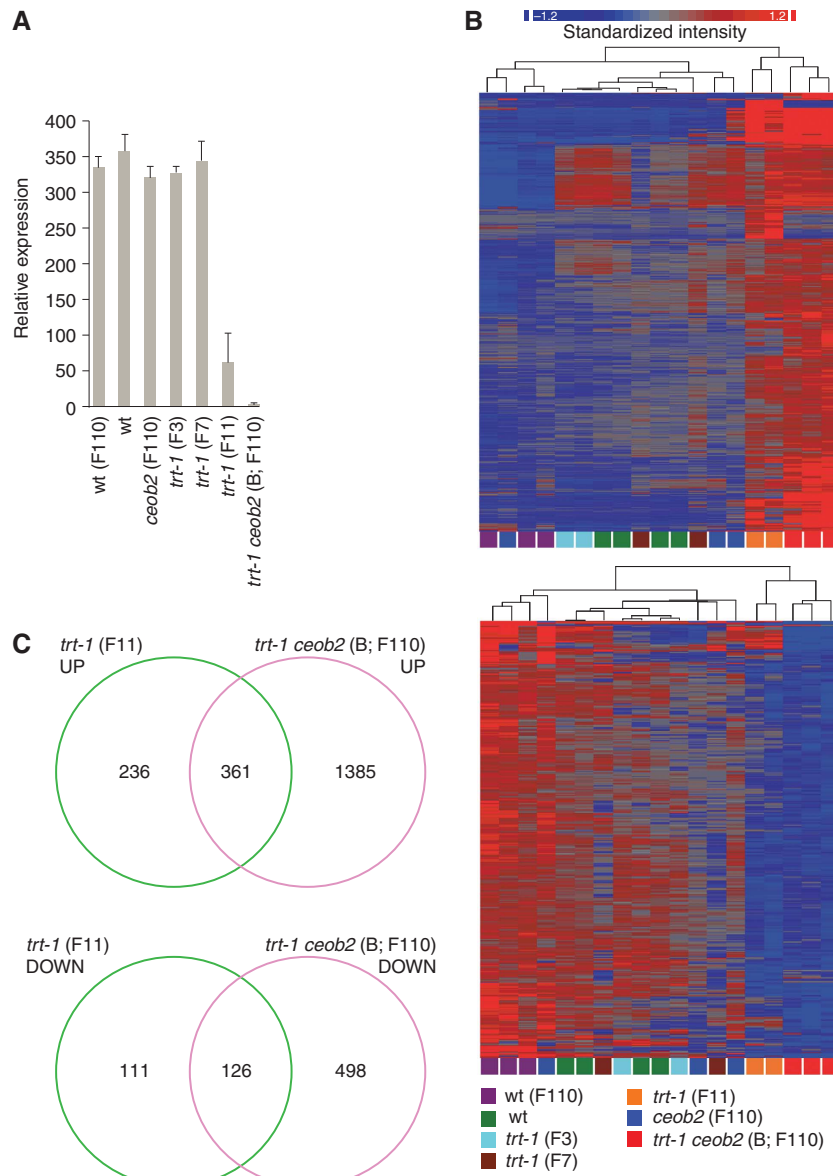 A
400
350
300
250
200
150
100
50
0
Relative expression
wt (F110)
wt
ceob2 (F110)
trt-1 (F3)
trt-1 (F7)
trt-1 (F11)
trt-1 ceob2 (B; F110)
B
–1.2
1.2
Standardized intensity
C
trt-1 (F11)
UP
trt-1 ceob2 (B; F110)
UP
236
361
1385
trt-1 (F11)
DOWN
trt-1 ceob2 (B; F110)
DOWN
111
126
498
wt (F110)
wt
trt-1 (F3)
trt-1 (F7)
trt-1 (F11)
ceob2 (F110)
trt-1 ceob2 (B; F110)